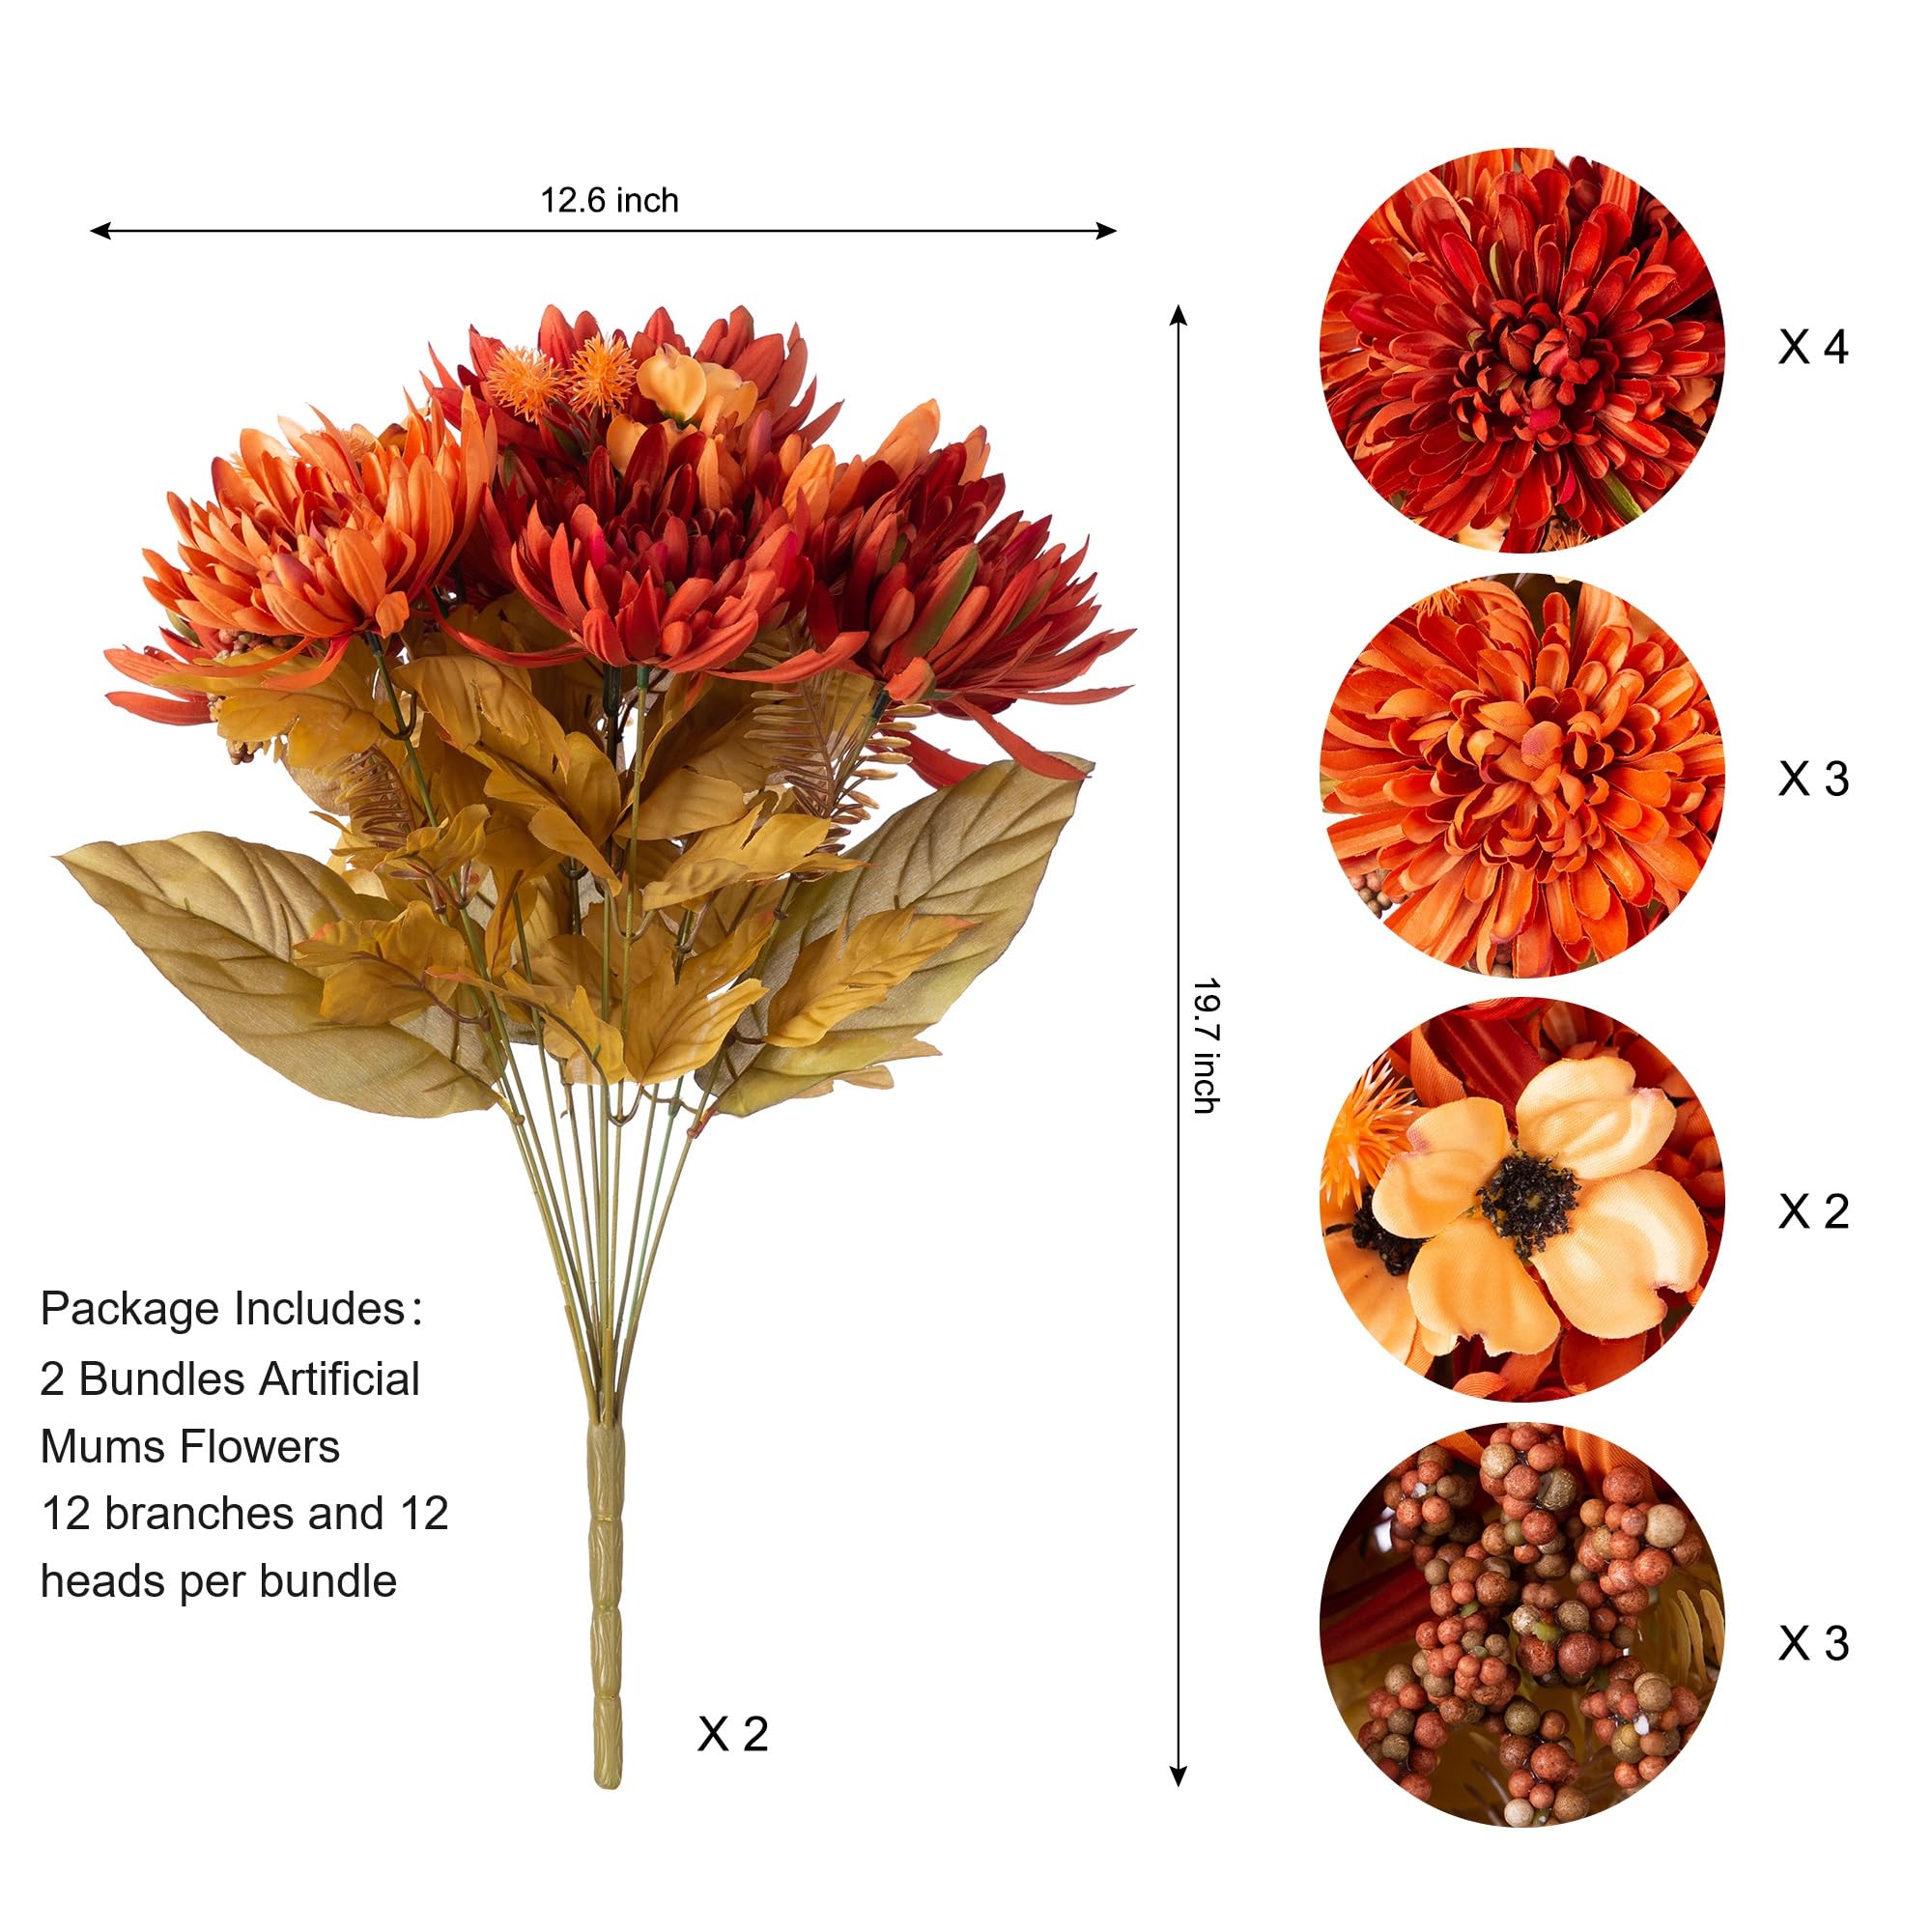 12.6 inch
19.7 inch
X 4
X 3
X 2
X 3
Package Includes:
2 Bundles Artificial
Mums Flowers
12 branches and 12
heads per bundle
X 2